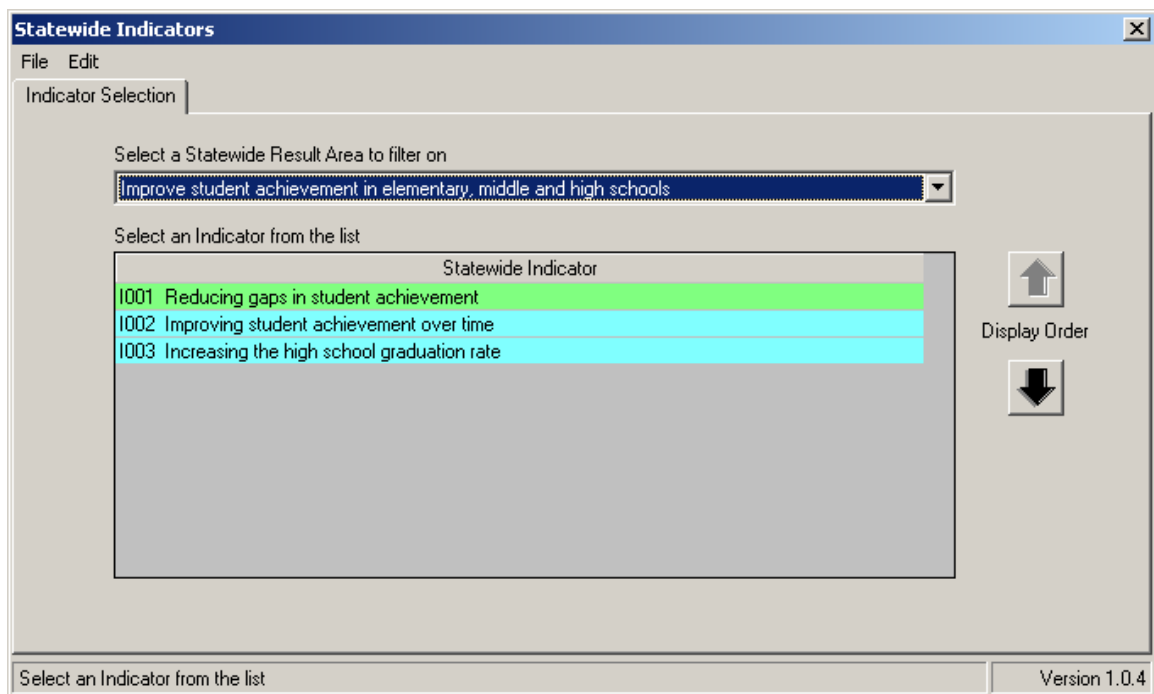 Statewide Indicators
File Edit
Indicator Selection
Select a Statewide Result Area to filter on
Improve student achievement in elementary, middle and high schools
Select an Indicator from the list
Statewide Indicator
I001 Reducing gaps in student achievement
I002 Improving student achievement over time
I003 Increasing the high school graduation rate
Display Order
Select an Indicator from the list
Version 1.0.4